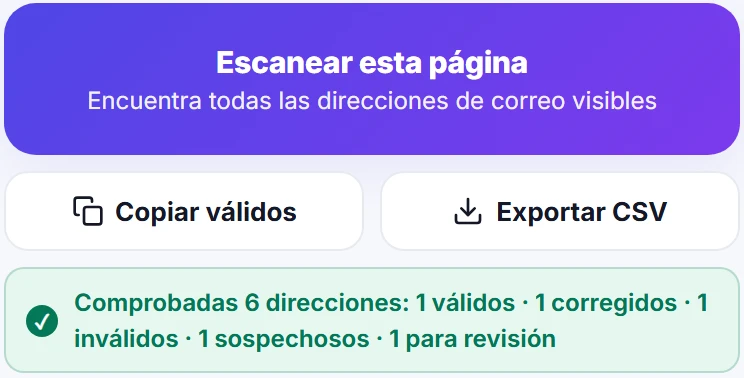 Escanear esta página
Encuentra todas las direcciones de correo visibles
Copiar válidos
Exportar CSV
Comprobadas 6 direcciones: 1 válidos · 1 corregidos · 1
inválidos · 1 sospechosos · 1 para revisión